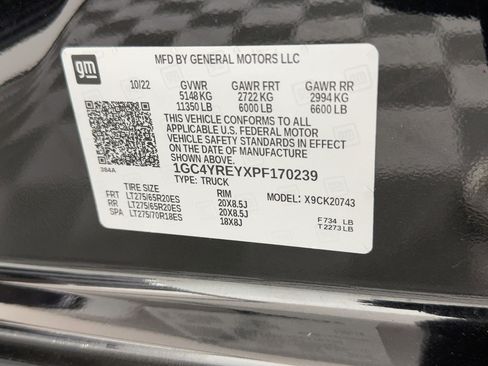 gm
MFD BY GENERAL MOTORS LLC
10/22 GVWR GAWR FRT GAWR RR
5148 KG 2722 KG 2994 KG
11350 LB 6000 LB 6600 LB
THIS VEHICLE CONFORMS TO ALL
APPLICABLE U.S. FEDERAL MOTOR
VEHICLE SAFETY STANDARDS IN EFFECT
ON THE DATE OF MANUFACTURE
SHOWN ABOVE.
384A
1GC4YREYXPF170239
TYPE: TRUCK
TIRE SIZE RIM MODEL: X9CK20743
FRT LT275/65R20ES 20X8.5J
RR LT275/65R20ES 20X8.5J
SPA LT275/70R18ES 18X8J
F 734 LB
T 2273 LB